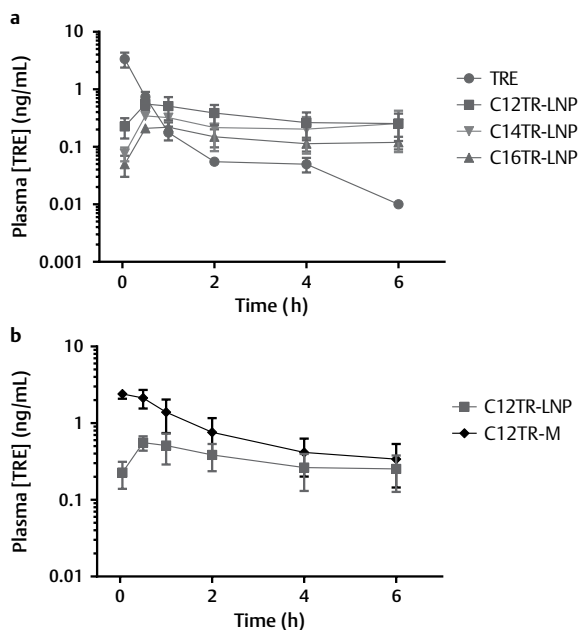 a
Plasma [TRE] (ng/mL)
10
1
0.1
0.01
0.001
0
2
4
6
Time (h)
TRE
C12TR-LNP
C14TR-LNP
C16TR-LNP
b
Plasma [TRE] (ng/mL)
10
1
0.1
0.01
0
2
4
6
Time (h)
C12TR-LNP
C12TR-M